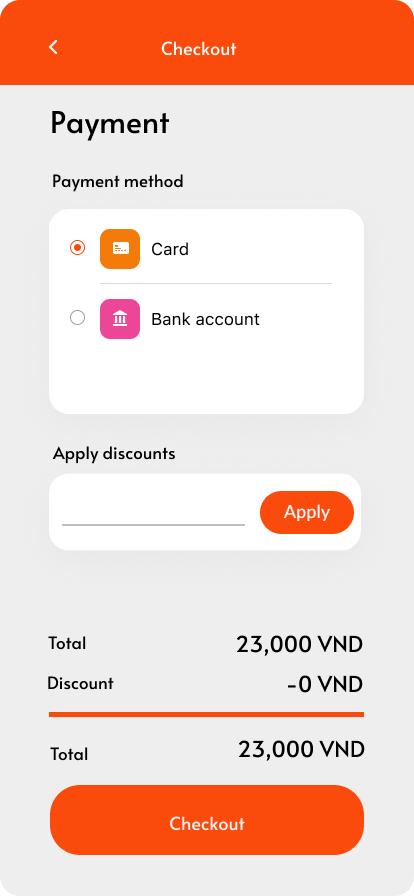 Checkout
Payment
Payment method
Card
Bank account
Apply discounts
Apply
Total 23,000 VND
Discount -0 VND
Total 23,000 VND
Checkout